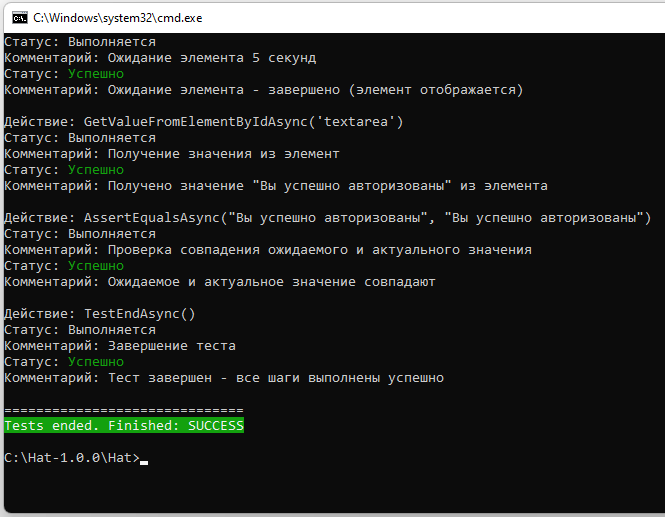 C:\Windows\system32\cmd.exe
Статус: Выполняется
Комментарий: Ожидание элемента 5 секунд
Статус: Успешно
Комментарий: Ожидание элемента - завершено (элемент отображается)
Действие: GetValueFromElementByIdAsync('textarea')
Статус: Выполняется
Комментарий: Получение значения из элемент
Статус: Успешно
Комментарий: Получено значение "Вы успешно авторизованы" из элемента
Действие: AssertEqualsAsync("Вы успешно авторизованы", "Вы успешно авторизованы")
Статус: Выполняется
Комментарий: Проверка совпадения ожидаемого и актуального значения
Статус: Успешно
Комментарий: Ожидаемое и актуальное значение совпадают
Действие: TestEndAsync()
Статус: Выполняется
Комментарий: Завершение теста
Статус: Успешно
Комментарий: Тест завершен - все шаги выполнены успешно
==============================
Tests ended. Finished: SUCCESS
C:\Hat-1.0.0\Hat>